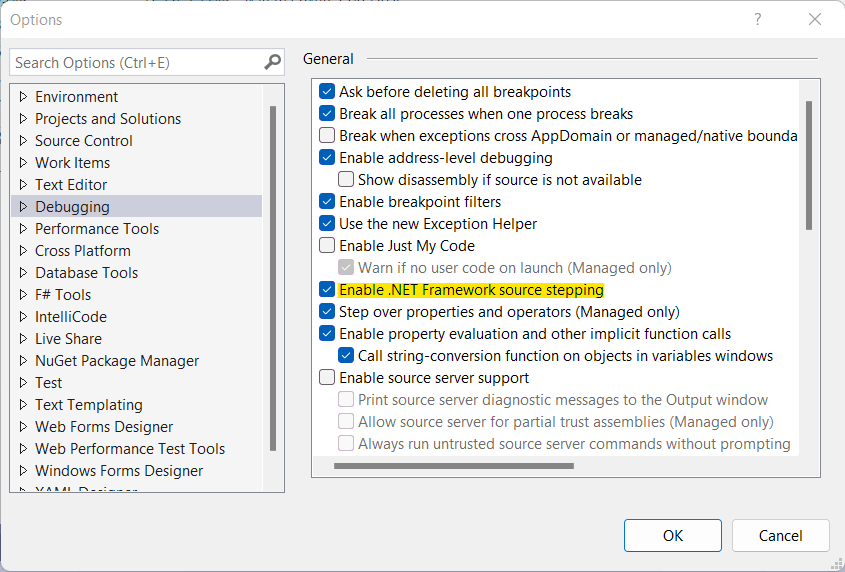 Options
?
Search Options (Ctrl+E)
Environment
Projects and Solutions
Source Control
Work Items
Text Editor
Debugging
Performance Tools
Cross Platform
Database Tools
F# Tools
IntelliCode
Live Share
NuGet Package Manager
Test
Text Templating
Web Forms Designer
Web Performance Test Tools
Windows Forms Designer
XAML Designer
General
Ask before deleting all breakpoints
Break all processes when one process breaks
Break when exceptions cross AppDomain or managed/native bounda
Enable address-level debugging
Show disassembly if source is not available
Enable breakpoint filters
Use the new Exception Helper
Enable Just My Code
Warn if no user code on launch (Managed only)
Enable .NET Framework source stepping
Step over properties and operators (Managed only)
Enable property evaluation and other implicit function calls
Call string-conversion function on objects in variables windows
Enable source server support
Print source server diagnostic messages to the Output window
Allow source server for partial trust assemblies (Managed only)
Always run untrusted source server commands without prompting
OK
Cancel